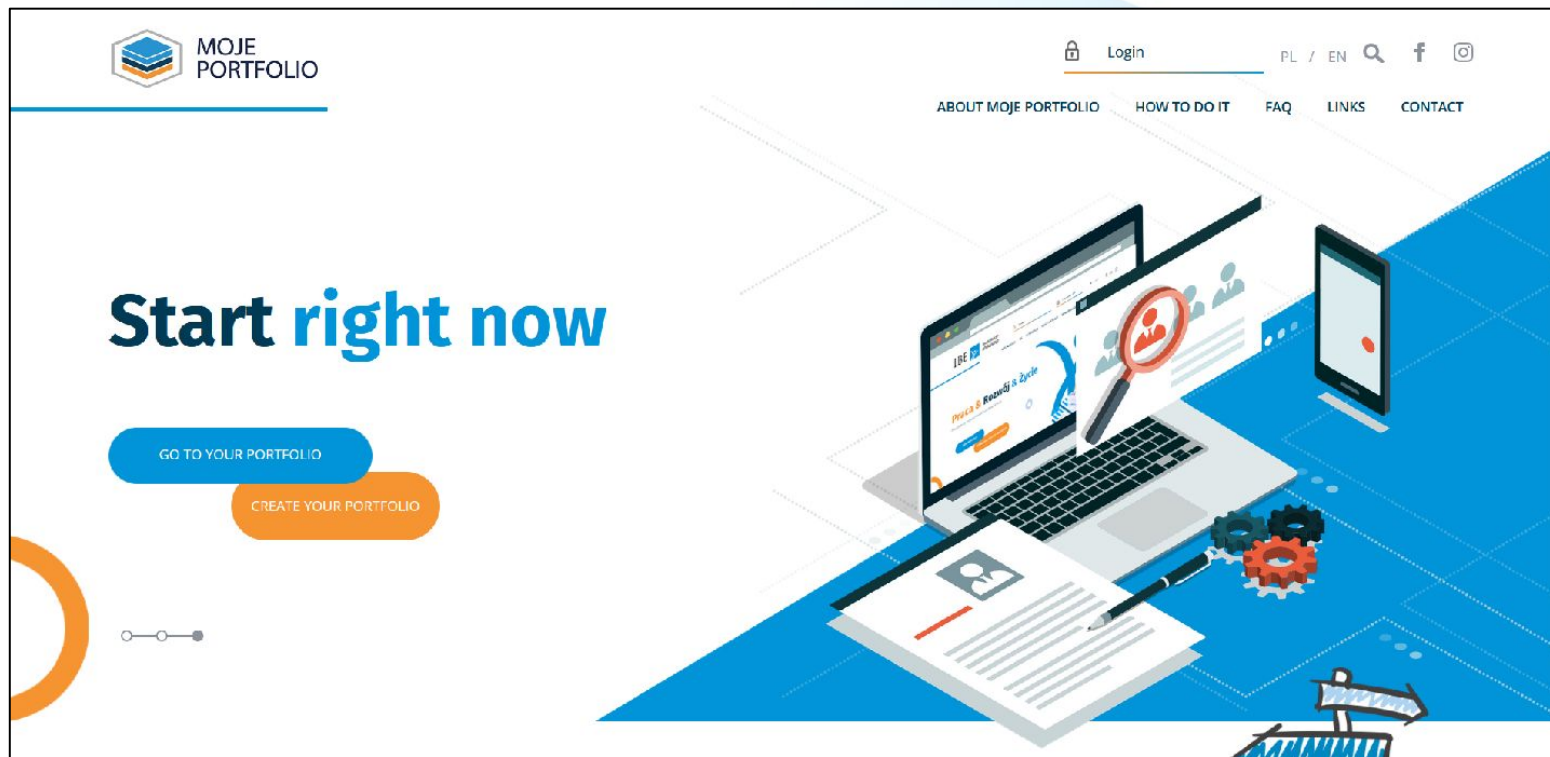 MOJE
PORTFOLIO
Login
PL / EN
ABOUT MOJE PORTFOLIO HOW TO DO IT FAQ LINKS CONTACT
Start right now
GO TO YOUR PORTFOLIO
CREATE YOUR PORTFOLIO
IBE
Praca & Rozwój & Życie